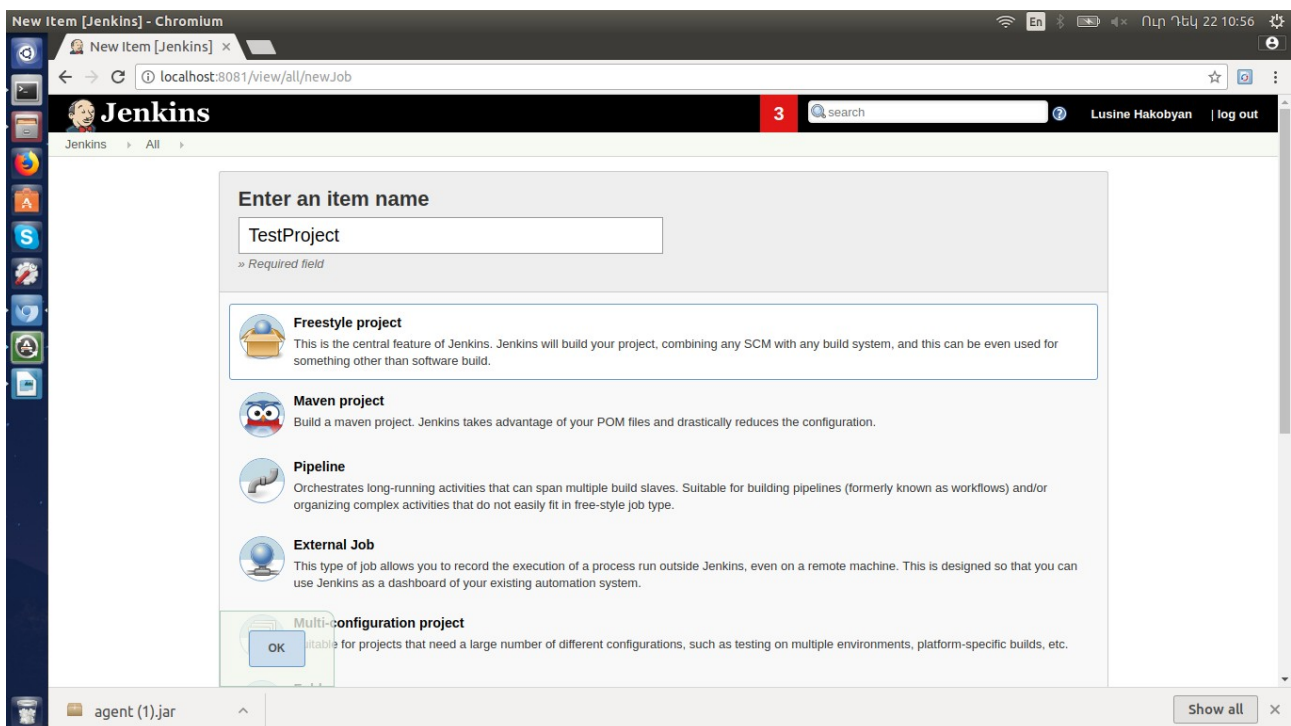 New Item [Jenkins] - Chromium
En
Ուր Դեկ 22 10:56
New Item [Jenkins] ×
localhost:8081/view/all/newJob
Jenkins
3
search
Lusine Hakobyan | log out
Jenkins All
Enter an item name
TestProject
» Required field
Freestyle project
This is the central feature of Jenkins. Jenkins will build your project, combining any SCM with any build system, and this can be even used for
something other than software build.
Maven project
Build a maven project. Jenkins takes advantage of your POM files and drastically reduces the configuration.
Pipeline
Orchestrates long-running activities that can span multiple build slaves. Suitable for building pipelines (formerly known as workflows) and/or
organizing complex activities that do not easily fit in free-style job type.
External Job
This type of job allows you to record the execution of a process run outside Jenkins, even on a remote machine. This is designed so that you can
use Jenkins as a dashboard of your existing automation system.
Multi-configuration project
for projects that need a large number of different configurations, such as testing on multiple environments, platform-specific builds, etc.
OK
agent (1).jar
Show all